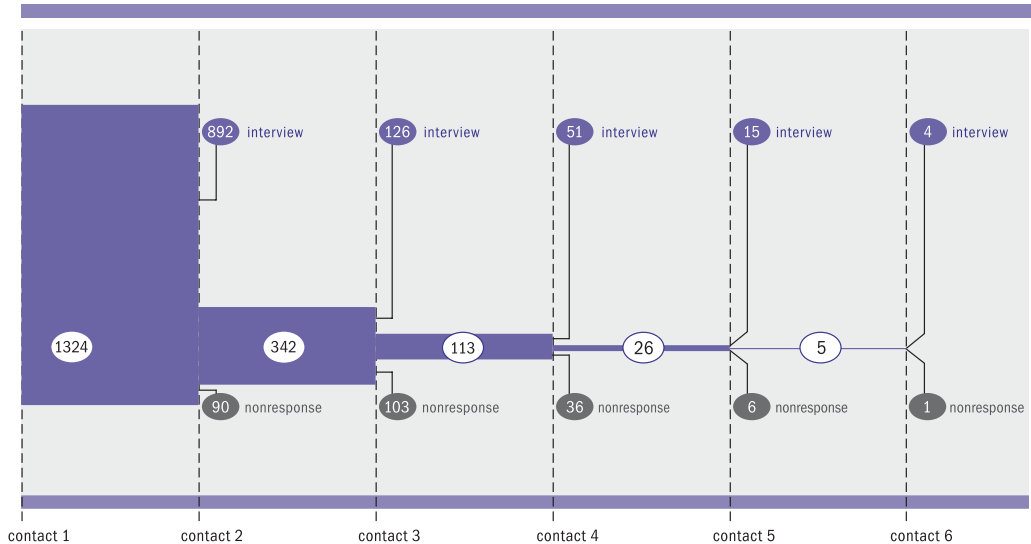 892 interview
126 interview
51 interview
15 interview
4 interview
1324
342
113
26
5
90 nonresponse
103 nonresponse
36 nonresponse
6 nonresponse
1 nonresponse
contact 1
contact 2
contact 3
contact 4
contact 5
contact 6